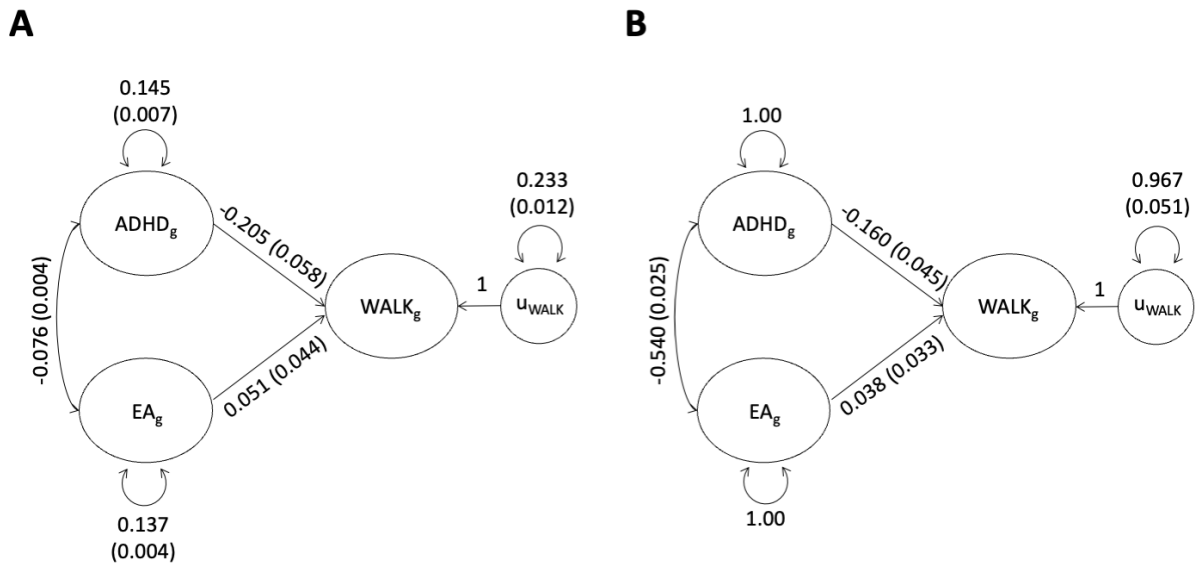 A
0.145
(0.007)
ADHDg
-0.205 (0.058)
0.233
(0.012)
-0.076 (0.004)
WALKg
1
uWALK
0.051 (0.044)
EAg
0.137
(0.004)
B
1.00
ADHDg
-0.160 (0.045)
0.967
(0.051)
-0.540 (0.025)
WALKg
1
uWALK
0.038 (0.033)
EAg
1.00